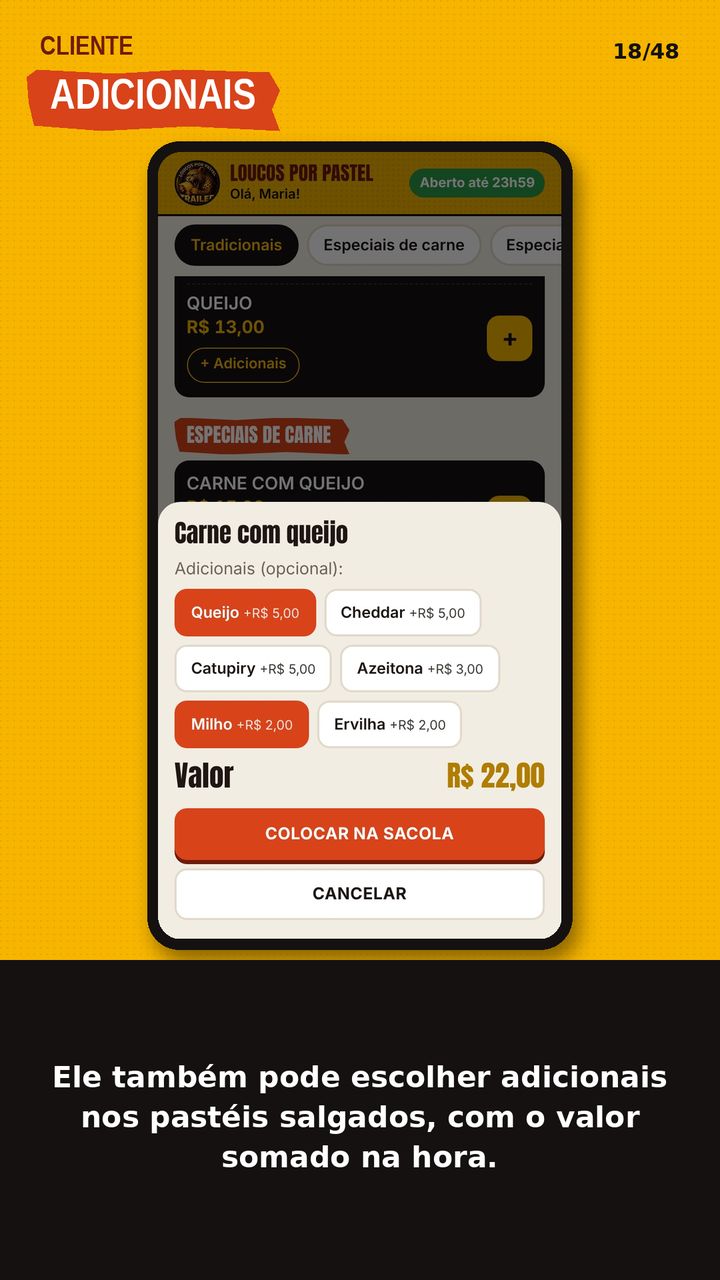 CLIENTE
18/48
ADICIONAIS
LOUCOS POR PASTEL
Olá, Maria!
Aberto até 23h59
Tradicionais
Especiais de carne
Especia
QUEIJO
R$ 13,00
+ Adicionais
+
ESPECIAIS DE CARNE
CARNE COM QUEIJO
Carne com queijo
Adicionais (opcional):
Queijo +R$ 5,00
Cheddar +R$ 5,00
Catupiry +R$ 5,00
Azeitona +R$ 3,00
Milho +R$ 2,00
Ervilha +R$ 2,00
Valor
R$ 22,00
COLOCAR NA SACOLA
CANCELAR
Ele também pode escolher adicionais
nos pastéis salgados, com o valor
somado na hora.